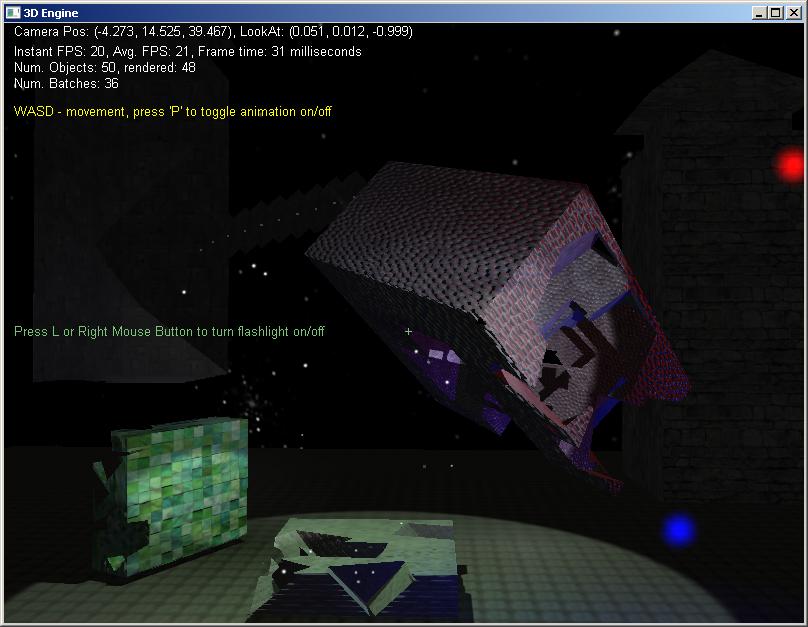 3D Engine
Camera Pos: (-4.273, 14.525, 39.467), LookAt: (0.051, 0.012, -0.999)
Instant FPS: 20, Avg. FPS: 21, Frame time: 31 milliseconds
Num. Objects: 50, rendered: 48
Num. Batches: 36
WASD - movement, press 'P' to toggle animation on/off
Press L or Right Mouse Button to turn flashlight on/off